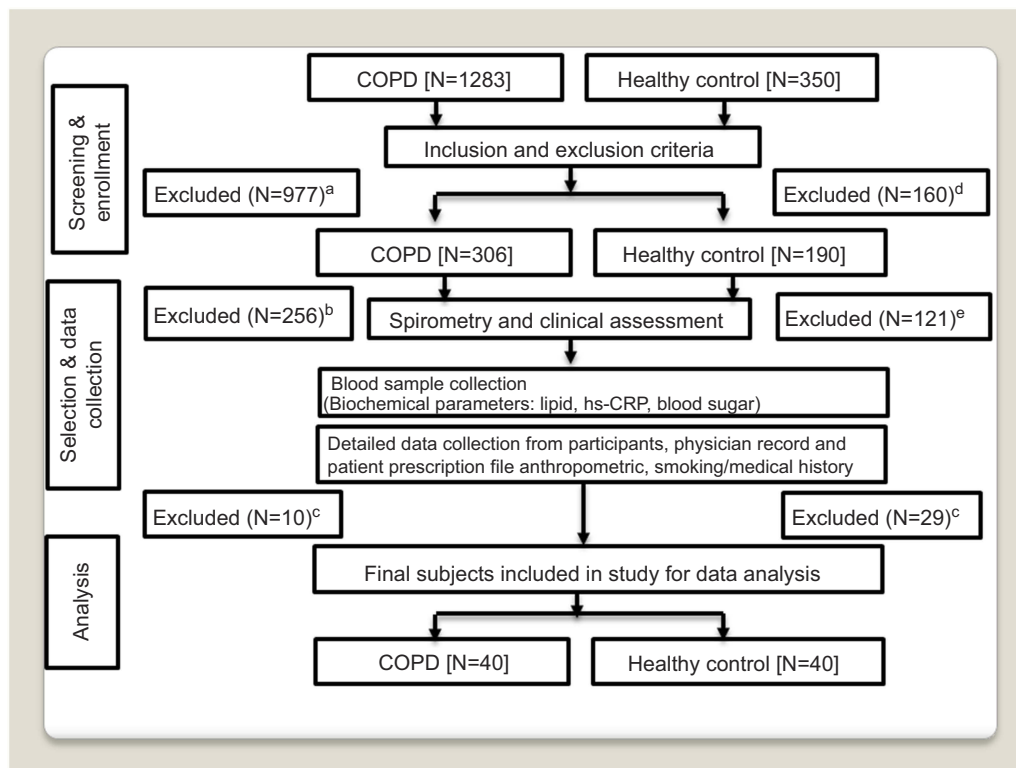 Screening &
enrollment
COPD [N=1283]
Healthy control [N=350]
Inclusion and exclusion criteria
Excluded (N=977)a
Excluded (N=160)d
COPD [N=306]
Healthy control [N=190]
Selection & data
collection
Excluded (N=256)b
Spirometry and clinical assessment
Excluded (N=121)e
Blood sample collection
(Biochemical parameters: lipid, hs-CRP, blood sugar)
Detailed data collection from participants, physician record and
patient prescription file anthropometric, smoking/medical history
Excluded (N=10)c
Excluded (N=29)c
Analysis
Final subjects included in study for data analysis
COPD [N=40]
Healthy control [N=40]